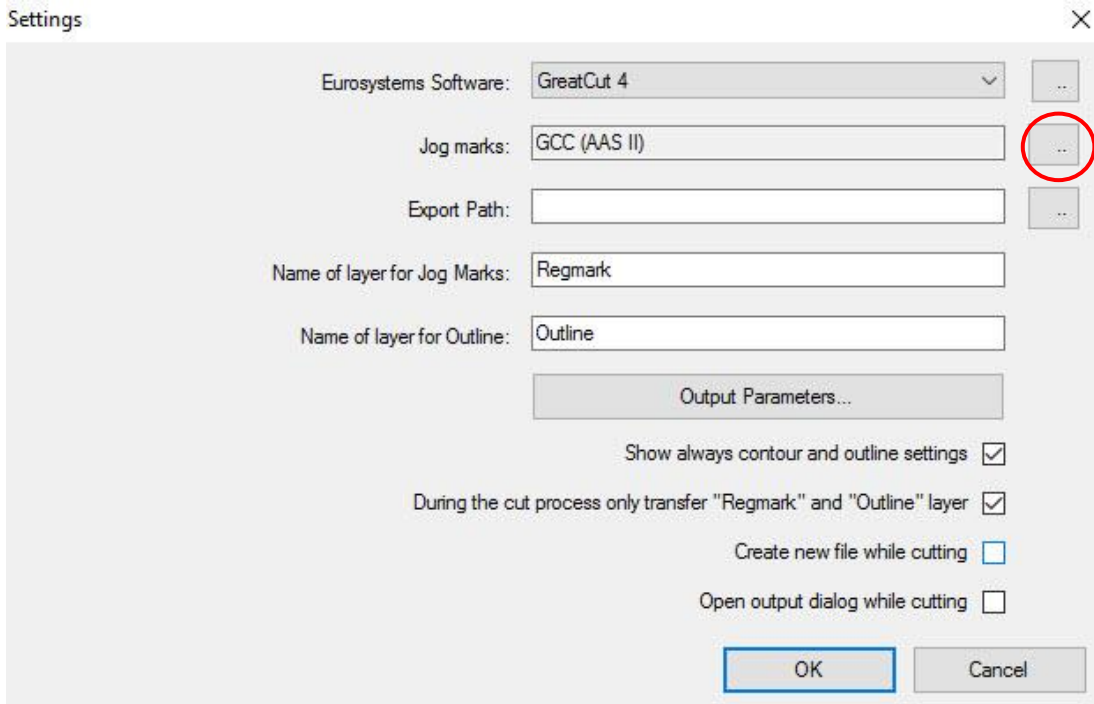 Settings
Eurosystems Software: GreatCut 4 ..
Jog marks: GCC (AAS II) ..
Export Path: ..
Name of layer for Jog Marks: Regmark
Name of layer for Outline: Outline
Output Parameters...
Show always contour and outline settings
During the cut process only transfer "Regmark" and "Outline" layer
Create new file while cutting
Open output dialog while cutting
OK Cancel